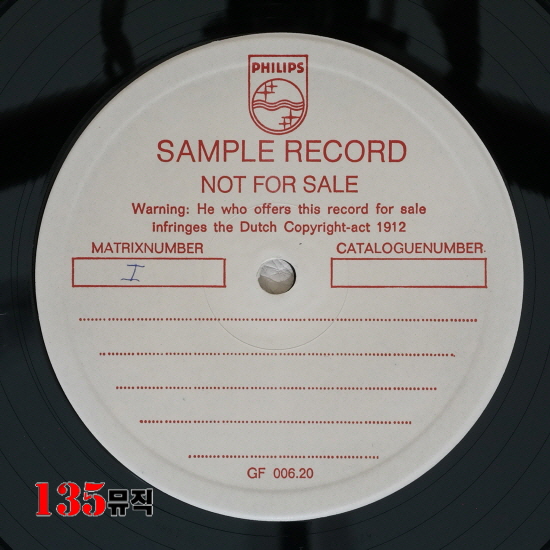 PHILIPS
SAMPLE RECORD
NOT FOR SALE
Warning: He who offers this record for sale
infringes the Dutch Copyright-act 1912
MATRIXNUMBER CATALOGUENUMBER
I
GF 006.20
135뮤직